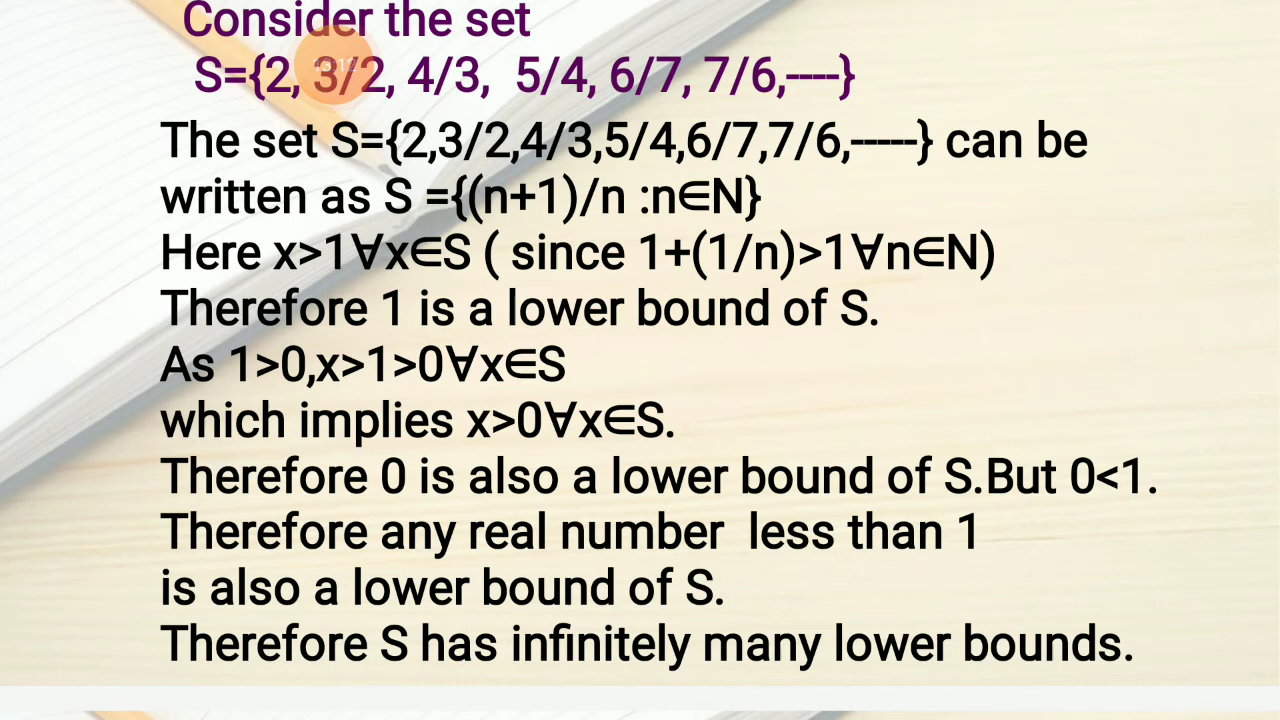 Consider the set
S={2, 3/2, 4/3, 5/4, 6/7, 7/6,----}
The set S={2,3/2,4/3,5/4,6/7,7/6,-----} can be
written as S ={(n+1)/n :n∈N}
Here x>1∀x∈S ( since 1+(1/n)>1∀n∈N)
Therefore 1 is a lower bound of S.
As 1>0,x>1>0∀x∈S
which implies x>0∀x∈S.
Therefore 0 is also a lower bound of S.But 0<1.
Therefore any real number less than 1
is also a lower bound of S.
Therefore S has infinitely many lower bounds.